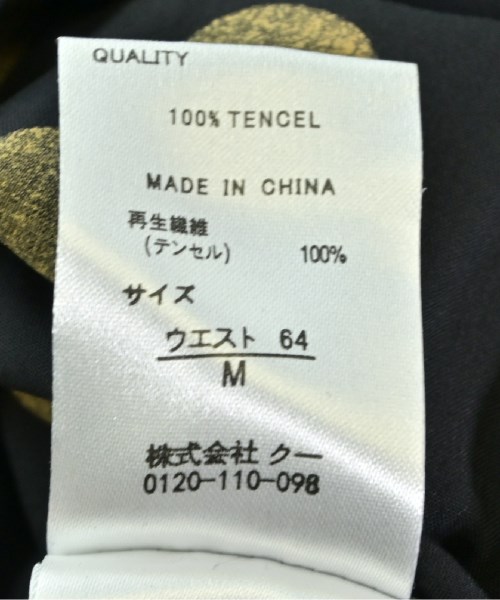 QUALITY
100% TENCEL
MADE IN CHINA
再生繊維
(テンセル) 100%
サイズ
ウエスト 64
M
株式会社 クー
0120-110-098